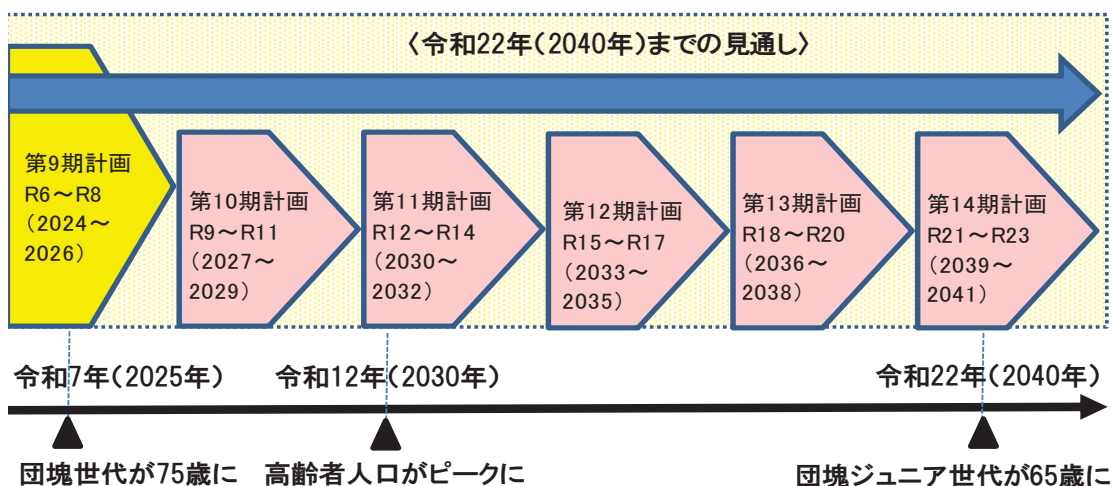 〈令和22年(2040年)までの見通し〉
第9期計画
R6～R8
(2024～
2026)
第10期計画
R9～R11
(2027～
2029)
第11期計画
R12～R14
(2030～
2032)
第12期計画
R15～R17
(2033～
2035)
第13期計画
R18～R20
(2036～
2038)
第14期計画
R21～R23
(2039～
2041)
令和7年(2025年)
令和12年(2030年)
令和22年(2040年)
団塊世代が75歳に
高齢者人口がピークに
団塊ジュニア世代が65歳に